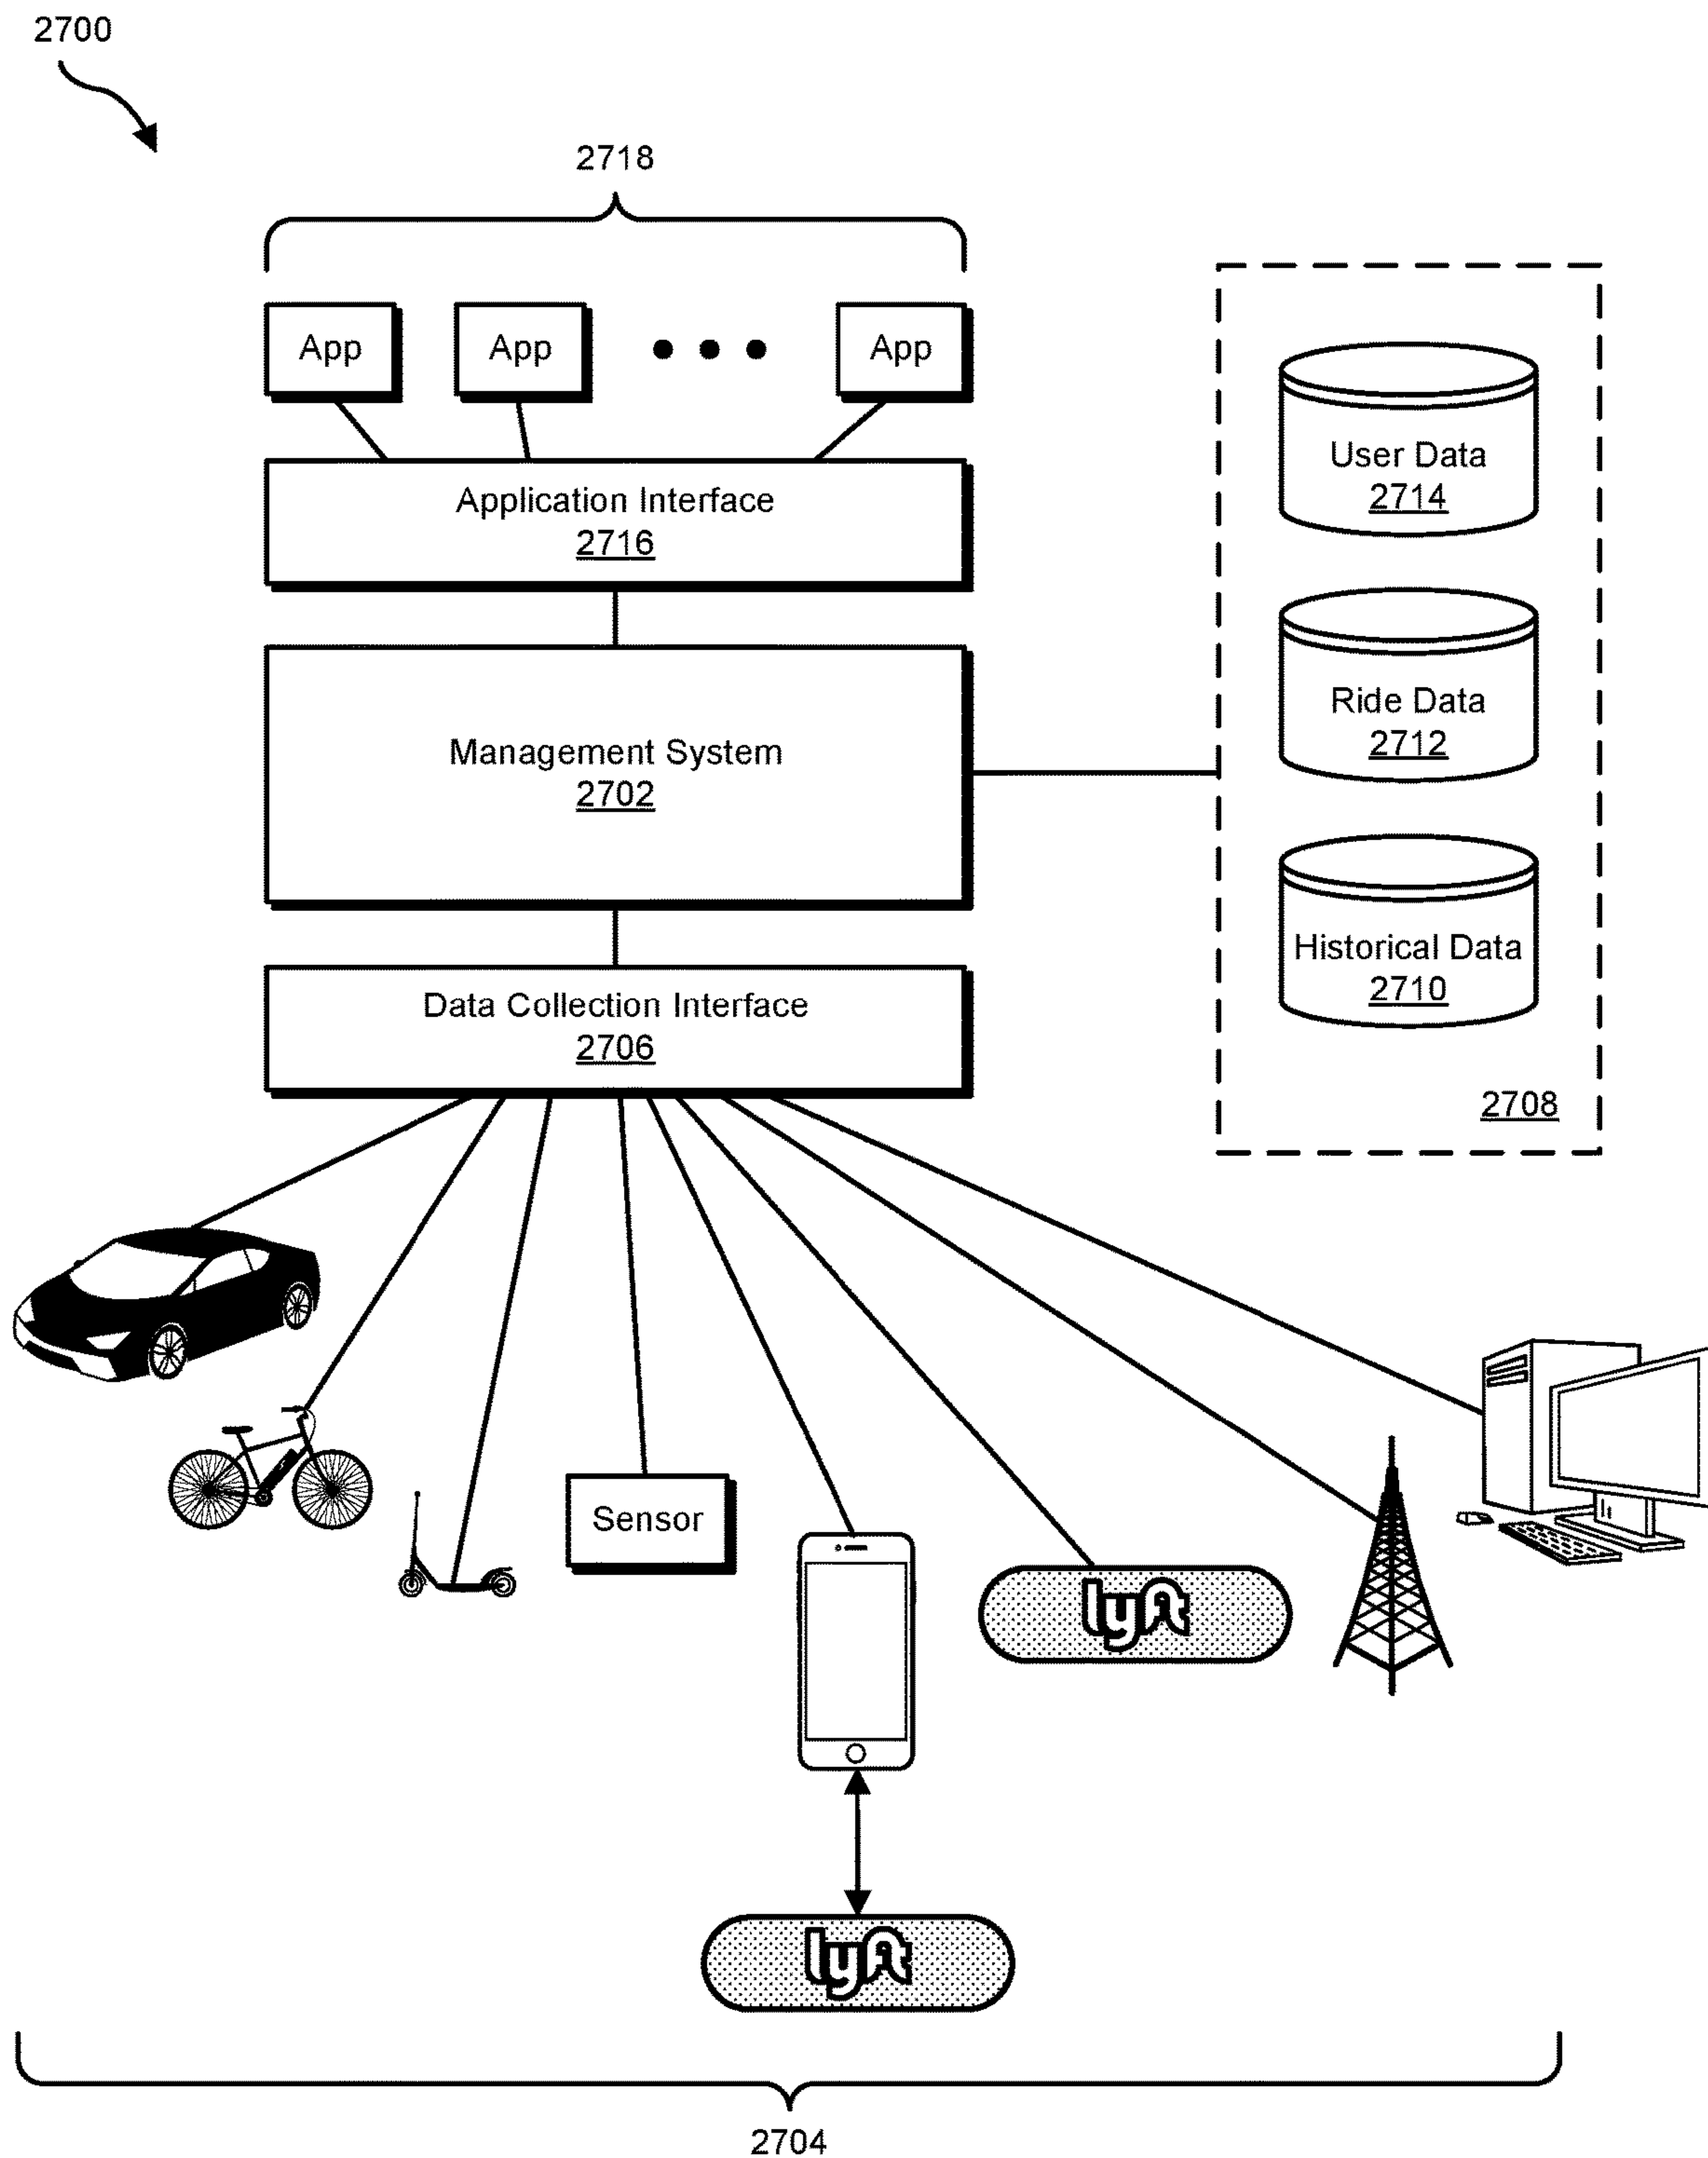 2700
2718
App
App
App
Application Interface
2716
User Data
2714
Ride Data
2712
Management System
2702
Historical Data
2710
Data Collection Interface
2706
2708
Sensor
lyft
lyft
2704